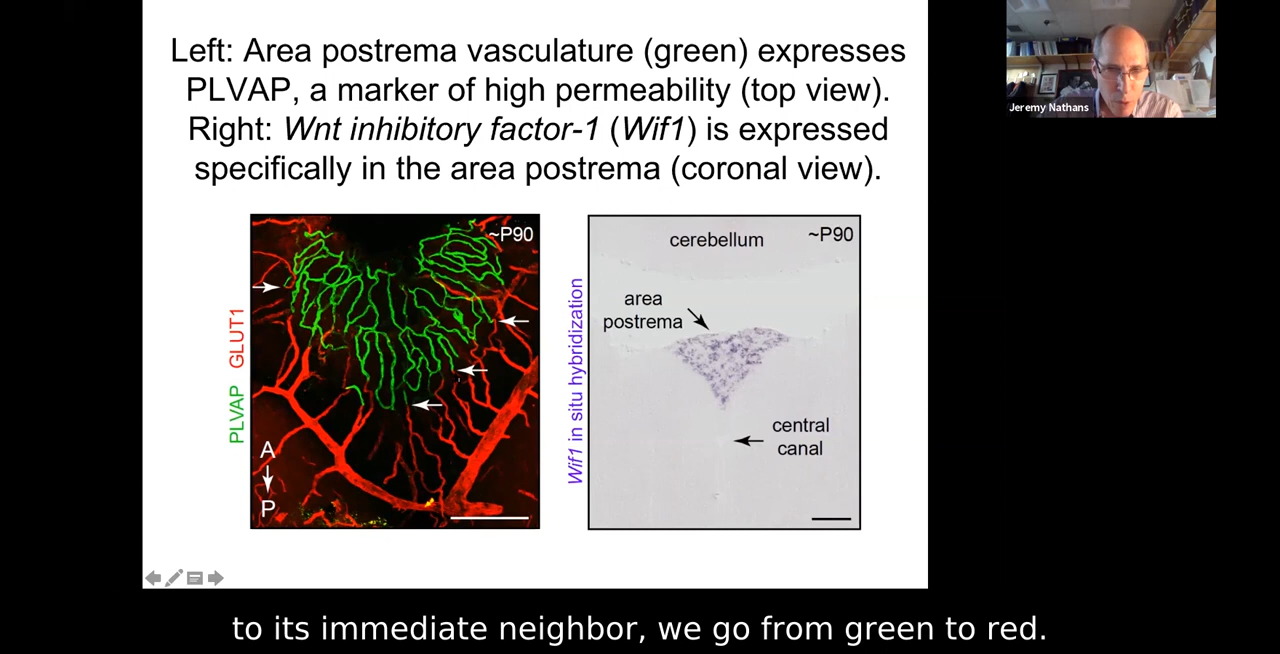 Left: Area postrema vasculature (green) expresses
PLVAP, a marker of high permeability (top view).
Right: Wnt inhibitory factor-1 (Wif1) is expressed
specifically in the area postrema (coronal view).
Jeremy Nathans
PLVAP GLUT1
~P90
A
P
Wif1 in situ hybridization
cerebellum
~P90
area
postrema
central
canal
to its immediate neighbor, we go from green to red.